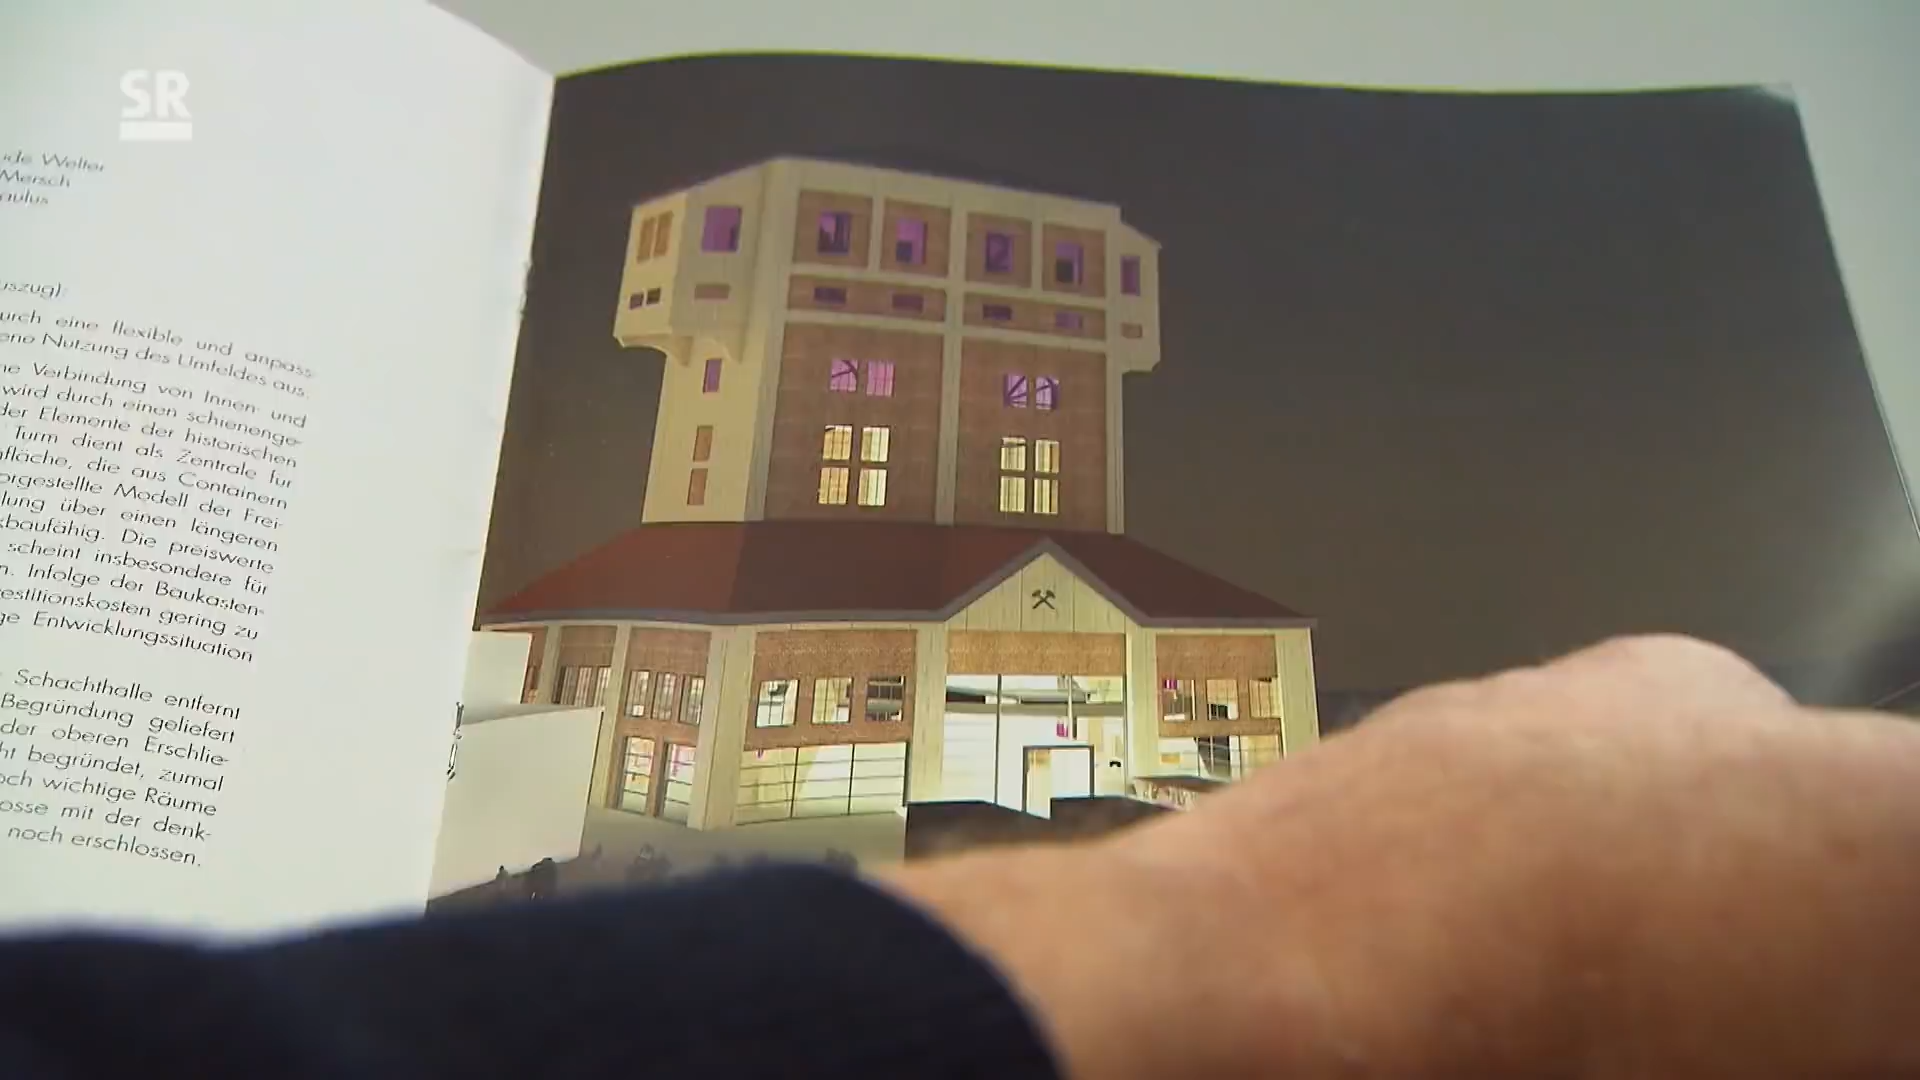 SR
Welter
Mersch
aulus
uszug):
urch eine flexible und anpass-
ene Nutzung des Umfeldes aus.
ne Verbindung von Innen- und
wird durch einen schienenge-
der Elemente der historischen
Turm dient als Zentrale für
nfläche, die aus Containern
orgestellte Modell der Frei-
lung über einen längeren
kbaufähig. Die preiswerte
scheint insbesondere für
n. Infolge der Baukasten-
estitionskosten gering zu
ge Entwicklungssituation
Schachthalle entfernt
Begründung geliefert
der oberen Erschlie-
ht begründet, zumal
och wichtige Räume
osse mit der denk-
noch erschlossen.